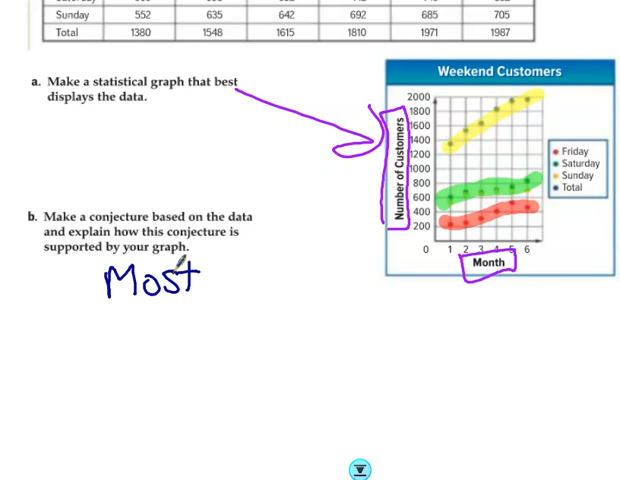 Sunday 552 635 642 692 685 705
Total 1380 1548 1615 1810 1971 1987
a. Make a statistical graph that best
displays the data.
Weekend Customers
2000
1800
1600
1400
1200
1000
800
600
400
200
0 1 2 3 4 5 6
Number of Customers
Month
Friday
Saturday
Sunday
Total
b. Make a conjecture based on the data
and explain how this conjecture is
supported by your graph.
Most